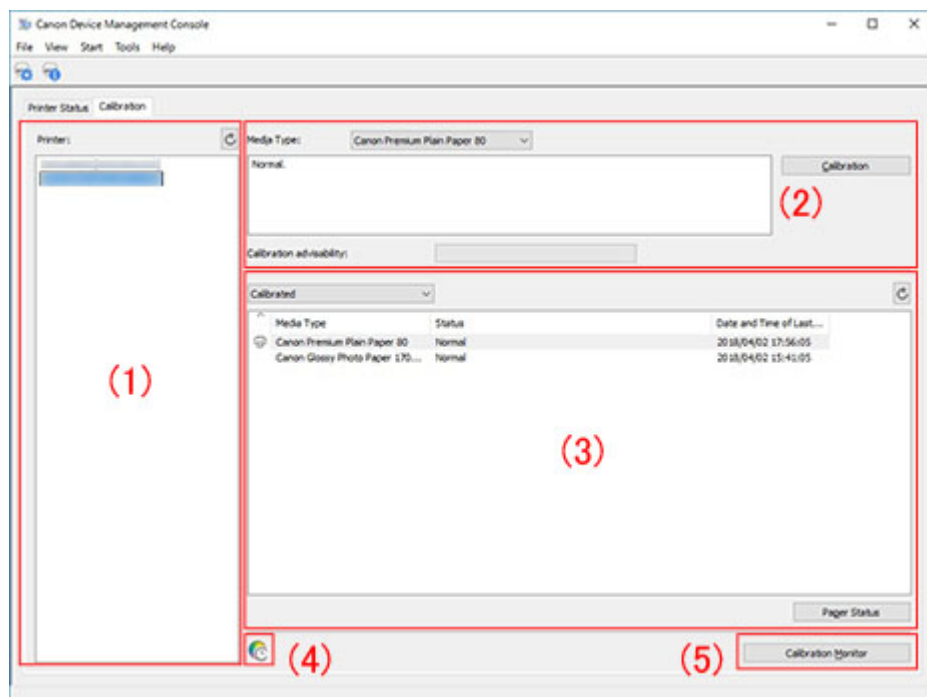 Canon Device Management Console
File View Start Tools Help
Printer Status Calibration
Printer:
Media Type: Canon Premium Plain Paper 80
Normal.
Calibration
(2)
Calibration advisability:
Calibrated
Media Type Status Date and Time of Last...
Canon Premium Plain Paper 80 Normal 2018/04/02 17:56:05
Canon Glossy Photo Paper 170... Normal 2018/04/02 15:41:05
(1)
(3)
Pager Status
(4)
(5)
Calibration Monitor